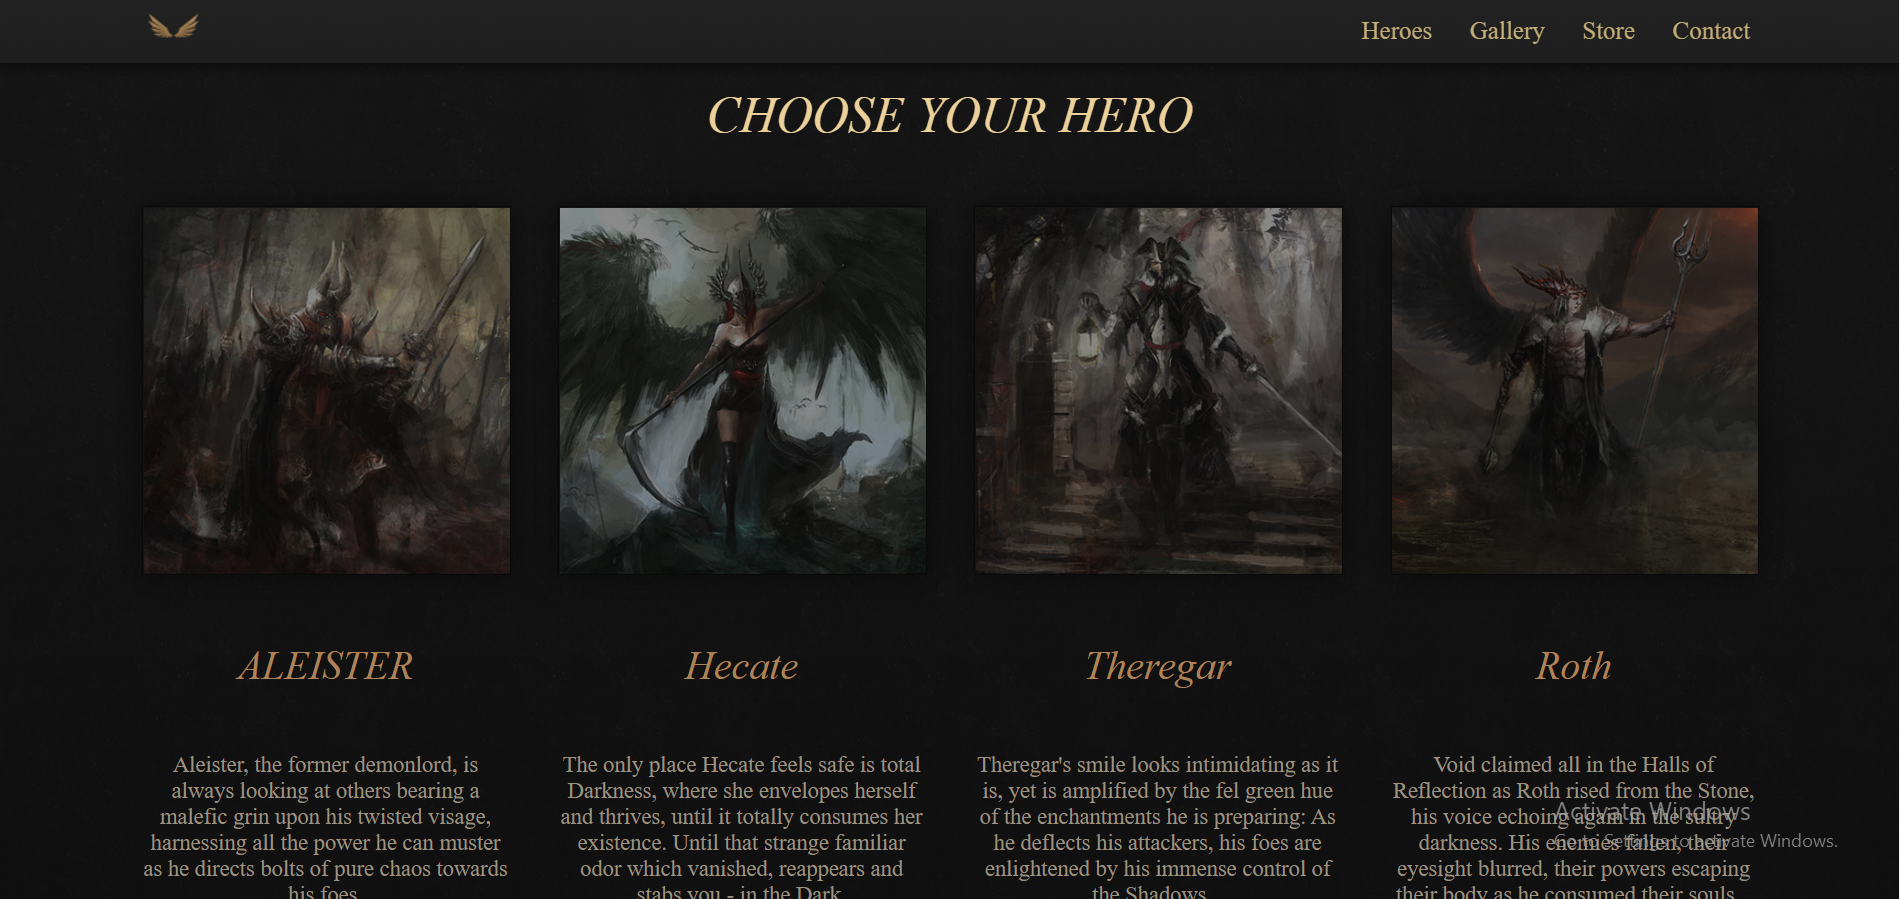 Heroes Gallery Store Contact
CHOOSE YOUR HERO
ALEISTER
Aleister, the former demonlord, is
always looking at others bearing a
malefic grin upon his twisted visage,
harnessing all the power he can muster
as he directs bolts of pure chaos towards
his foes.
Hecate
The only place Hecate feels safe is total
Darkness, where she envelopes herself
and thrives, until it totally consumes her
existence. Until that strange familiar
odor which vanished, reappears and
stabs you - in the Dark.
Theregar
Theregar's smile looks intimidating as it
is, yet is amplified by the fel green hue
of the enchantments he is preparing: As
he deflects his attackers, his foes are
enlightened by his immense control of
the Shadows.
Roth
Void claimed all in the Halls of
Reflection as Roth rised from the Stone,
his voice echoing again in the sultry
darkness. His enemies fallen, their
eyesight blurred, their powers escaping
their body as he consumed their souls.
Activate Windows
Go to Settings to activate Windows.